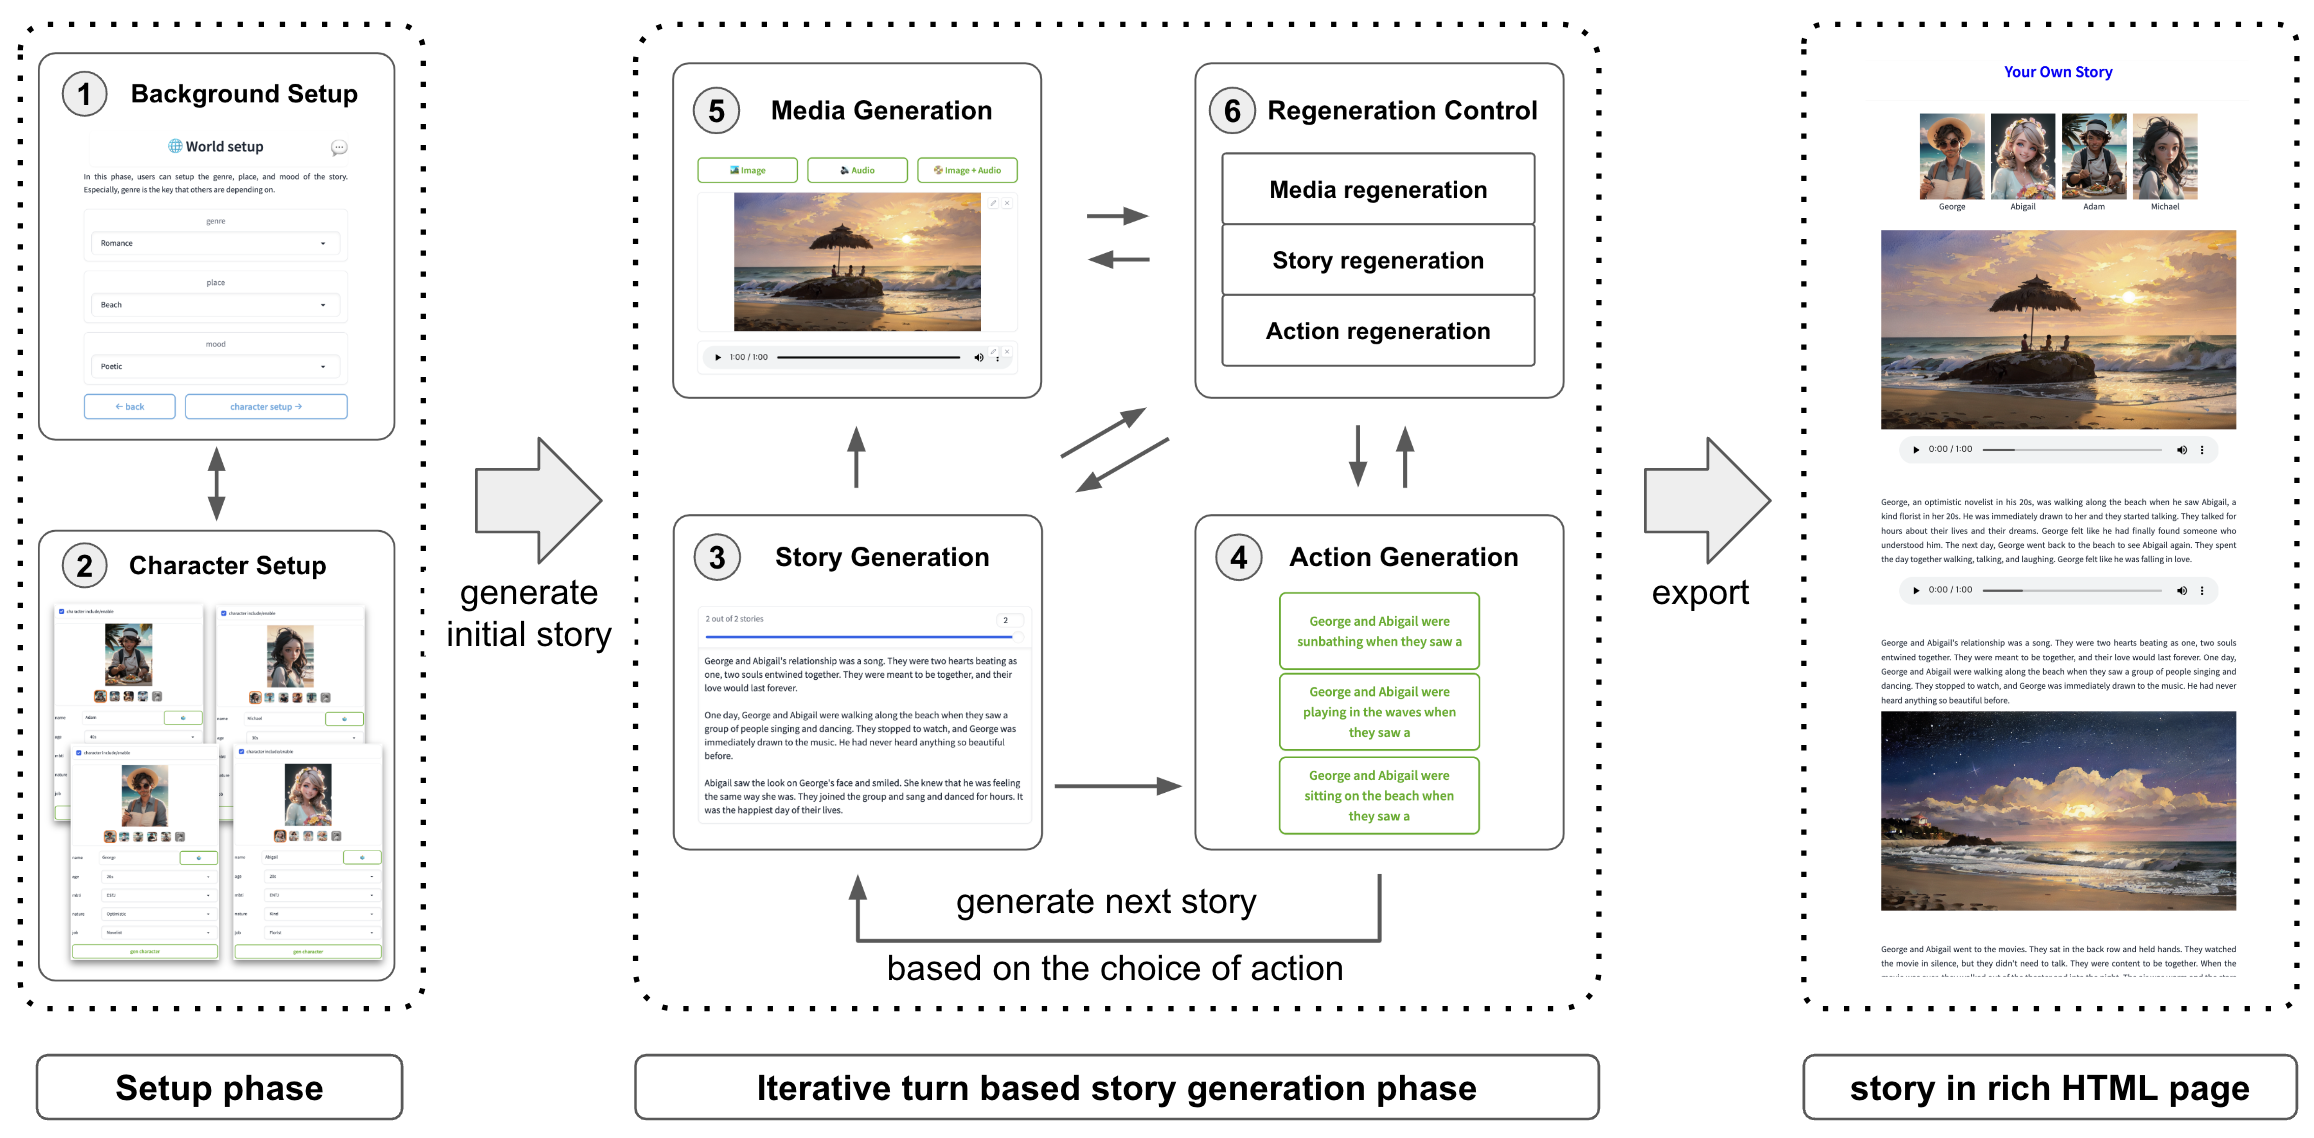 1 Background Setup
World setup
In this phase, users can setup the genre, place, and mood of the story.
Especially, genre is the key that others are depending on.
genre
Romance
place
Beach
mood
Poetic
← back
character setup →
2 Character Setup
character include/enable
character include/enable
name Adam
name Michael
age 40s
30s
job
character include/enable
character include/enable
name George
name Abigail
age 20s
age 20s
mbti
mbti
nature Optimistic
nature Kind
job Novelist
job Florist
gen character
gen character
Setup phase
generate
initial story
5 Media Generation
Image
Audio
Image + Audio
1:00 / 1:00
6 Regeneration Control
Media regeneration
Story regeneration
Action regeneration
3 Story Generation
2 out of 2 stories
2
George and Abigail's relationship was a song. They were two hearts beating as
one, two souls entwined together. They were meant to be together, and their
love would last forever.
One day, George and Abigail were walking along the beach when they saw a
group of people singing and dancing. They stopped to watch, and George was
immediately drawn to the music. He had never heard anything so beautiful
before.
Abigail saw the look on George's face and smiled. She knew that he was feeling
the same way she was. They joined the group and sang and danced for hours. It
was the happiest day of their lives.
4 Action Generation
George and Abigail were
sunbathing when they saw a
George and Abigail were
playing in the waves when
they saw a
George and Abigail were
sitting on the beach when
they saw a
generate next story
based on the choice of action
Iterative turn based story generation phase
export
Your Own Story
George
Abigail
Adam
Michael
0:00 / 1:00
George, an optimistic novelist in his 20s, was walking along the beach when he saw Abigail, a
kind florist in her 20s. He was immediately drawn to her and they started talking. They talked for
hours about their lives and their dreams. George felt like he had finally found someone who
understood him. The next day, George went back to the beach to see Abigail again. They spent
the day together walking, talking, and laughing. George felt like he was falling in love.
0:00 / 1:00
George and Abigail's relationship was a song. They were two hearts beating as one, two souls
entwined together. They were meant to be together, and their love would last forever. One day,
George and Abigail were walking along the beach when they saw a group of people singing and
dancing. They stopped to watch, and George was immediately drawn to the music. He had never
heard anything so beautiful before.
George and Abigail went to the movies. They sat in the back row and held hands. They watched
the movie in silence, but they didn't need to talk. They were content to be together. When the
story in rich HTML page